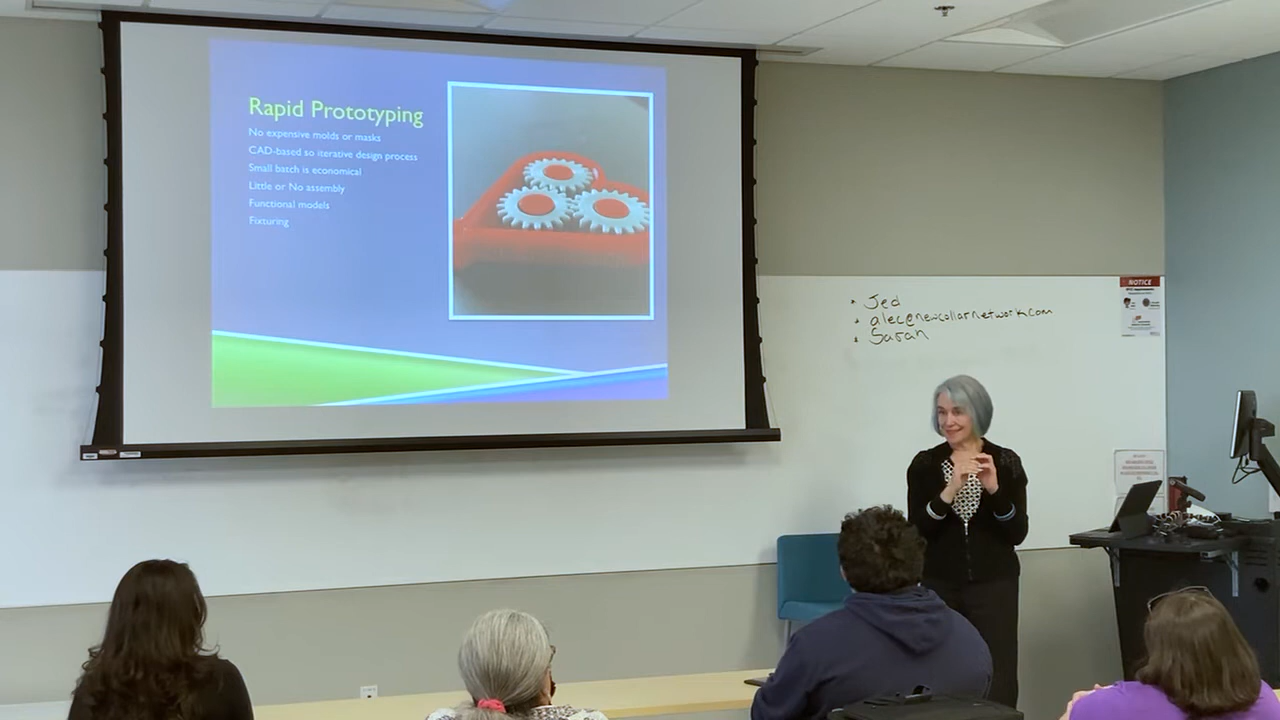 Rapid Prototyping
No expensive molds or masks
CAD-based so iterative design process
Small batch is economical
Little or No assembly
Functional models
Fixturing
• Jed
• alec@newcollarnetwork.com
• Sarah
NOTICE